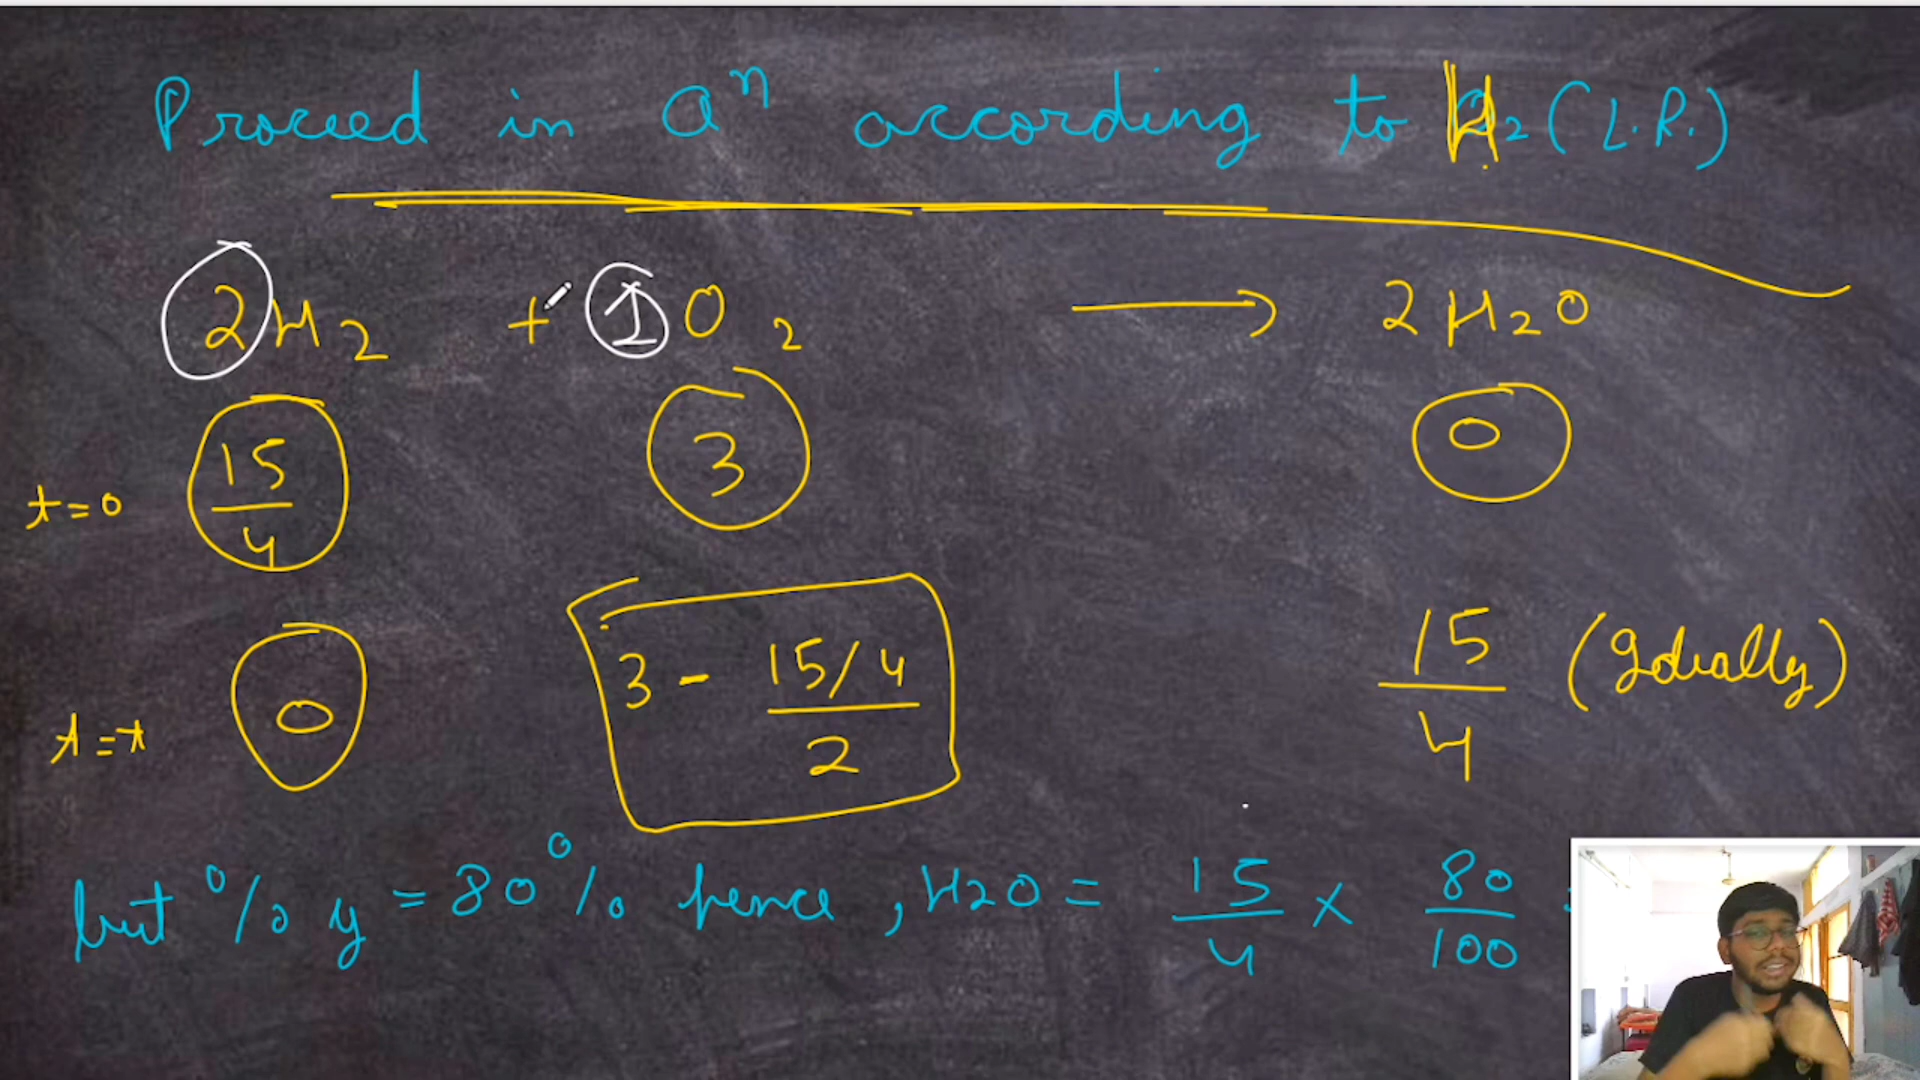 Proceed in aⁿ according to H₂ (L.R.)
2H₂ + 1O₂ → 2H₂O
t=0 15/4 3 0
t=t 0 3 - (15/4)/2 15/4 (Ideally)
but % y = 80% hence, H2O = 15/4 × 80/100